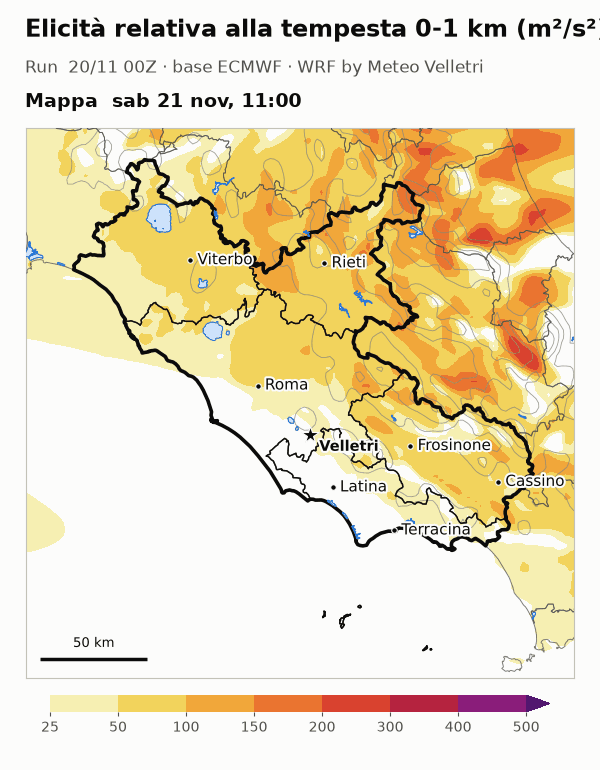 Elicità relativa alla tempesta 0-1 km (m²/s²)
Run  20/11 00Z · base ECMWF · WRF by Meteo Velletri
Mappa  sab 21 nov, 11:00
Viterbo
Rieti
Roma
Velletri
Frosinone
Cassino
Latina
Terracina
50 km
25 50 100 150 200 300 400 500